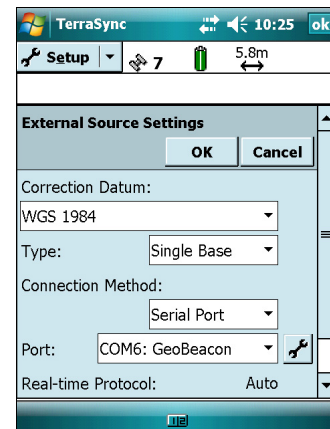 TerraSync 10:25 ok
Setup 7 5.8m
External Source Settings
OK Cancel
Correction Datum:
WGS 1984
Type: Single Base
Connection Method:
Serial Port
Port: COM6: GeoBeacon
Real-time Protocol: Auto